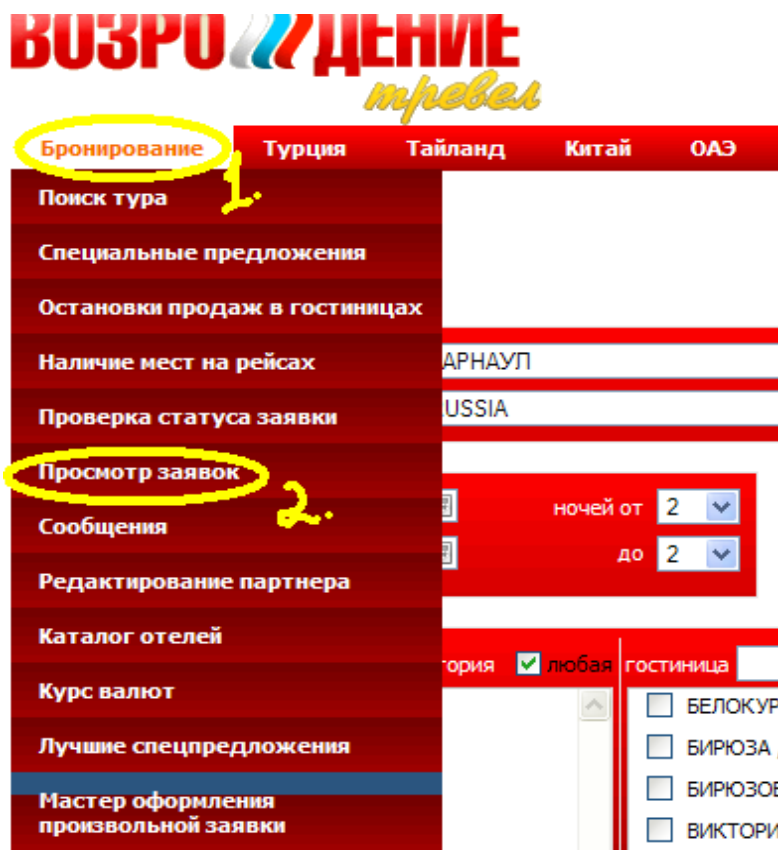 ВОЗРОЖДЕНИЕ
тревел
Бронирование Турция Тайланд Китай ОАЭ
1.
Поиск тура
Специальные предложения
Остановки продаж в гостиницах
Наличие мест на рейсах
АРНАУЛ
Проверка статуса заявки
USSIA
Просмотр заявок
2.
ночей от 2
Сообщения
до 2
Редактирование партнера
Каталог отелей
гория любая гостиница
Курс валют
БЕЛОКУР
Лучшие спецпредложения
БИРЮЗА
Мастер оформления
БИРЮЗОВ
произвольной заявки
ВИКТОРИ